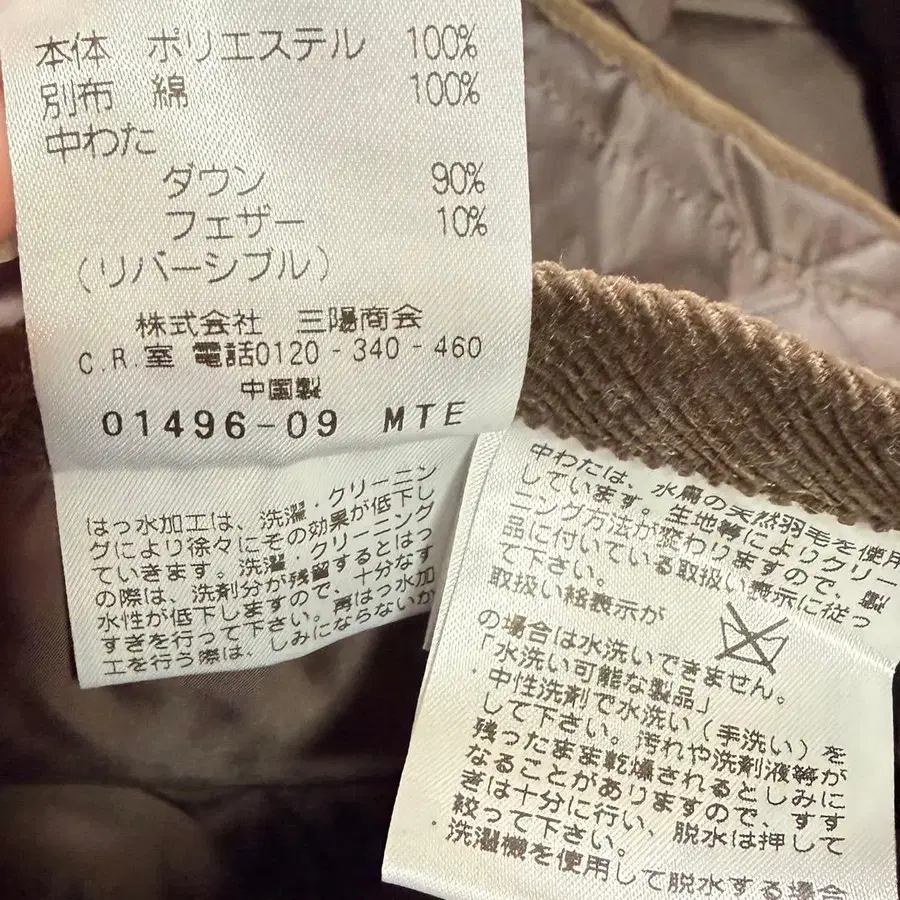 本体 ポリエステル 100%
別布 綿 100%
中わた
ダウン 90%
フェザー 10%
(リバーシブル)
株式会社 三陽商会
C.R.室 電話0120-340-460
中国製
01496-09 MTE
はっ水加工は、洗濯・クリーニン
グにより徐々にその効果が低下し
ていきます。洗濯・クリーニング
の際は、洗剤分が残留するとはっ
水性が低下しますので、十分なす
すぎを行って下さい。再はっ水加
工を行う際は、しみにならないか
中わたは、水鳥の天然羽毛を使用
しています。生地等によりクリー
ニング方法が変わりますので、製
品に付いている取扱い表示に従っ
て下さい。
取扱い絵表示が
の場合は水洗いできません。
「水洗い可能な製品」
・中性洗剤で水洗い(手洗い)を
して下さい。汚れや洗剤液等が
残ったまま乾燥されるとしみに
なることがありますので、すす
ぎは十分に行い、脱水は押して
絞って下さい。
・洗濯機を使用して脱水する場合